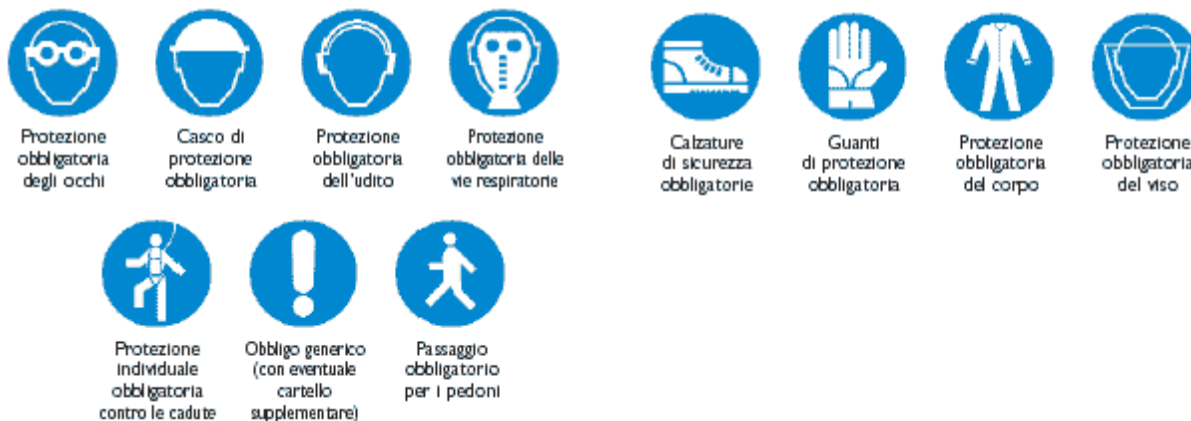 Protezione
obbligatoria
degli occhi
Casco di
protezione
obbligatoria
Protezione
obbligatoria
dell'udito
Protezione
obbligatoria delle
vie respiratorie
Calzature
di sicurezza
obbligatorie
Guanti
di protezione
obbligatoria
Protezione
obbligatoria
del corpo
Protezione
obbligatoria
del viso
Protezione
individuale
obbligatoria
contro le cadute
Obbligo generico
(con eventuale
cartello
supplementare)
Passaggio
obbligatorio
per i pedoni